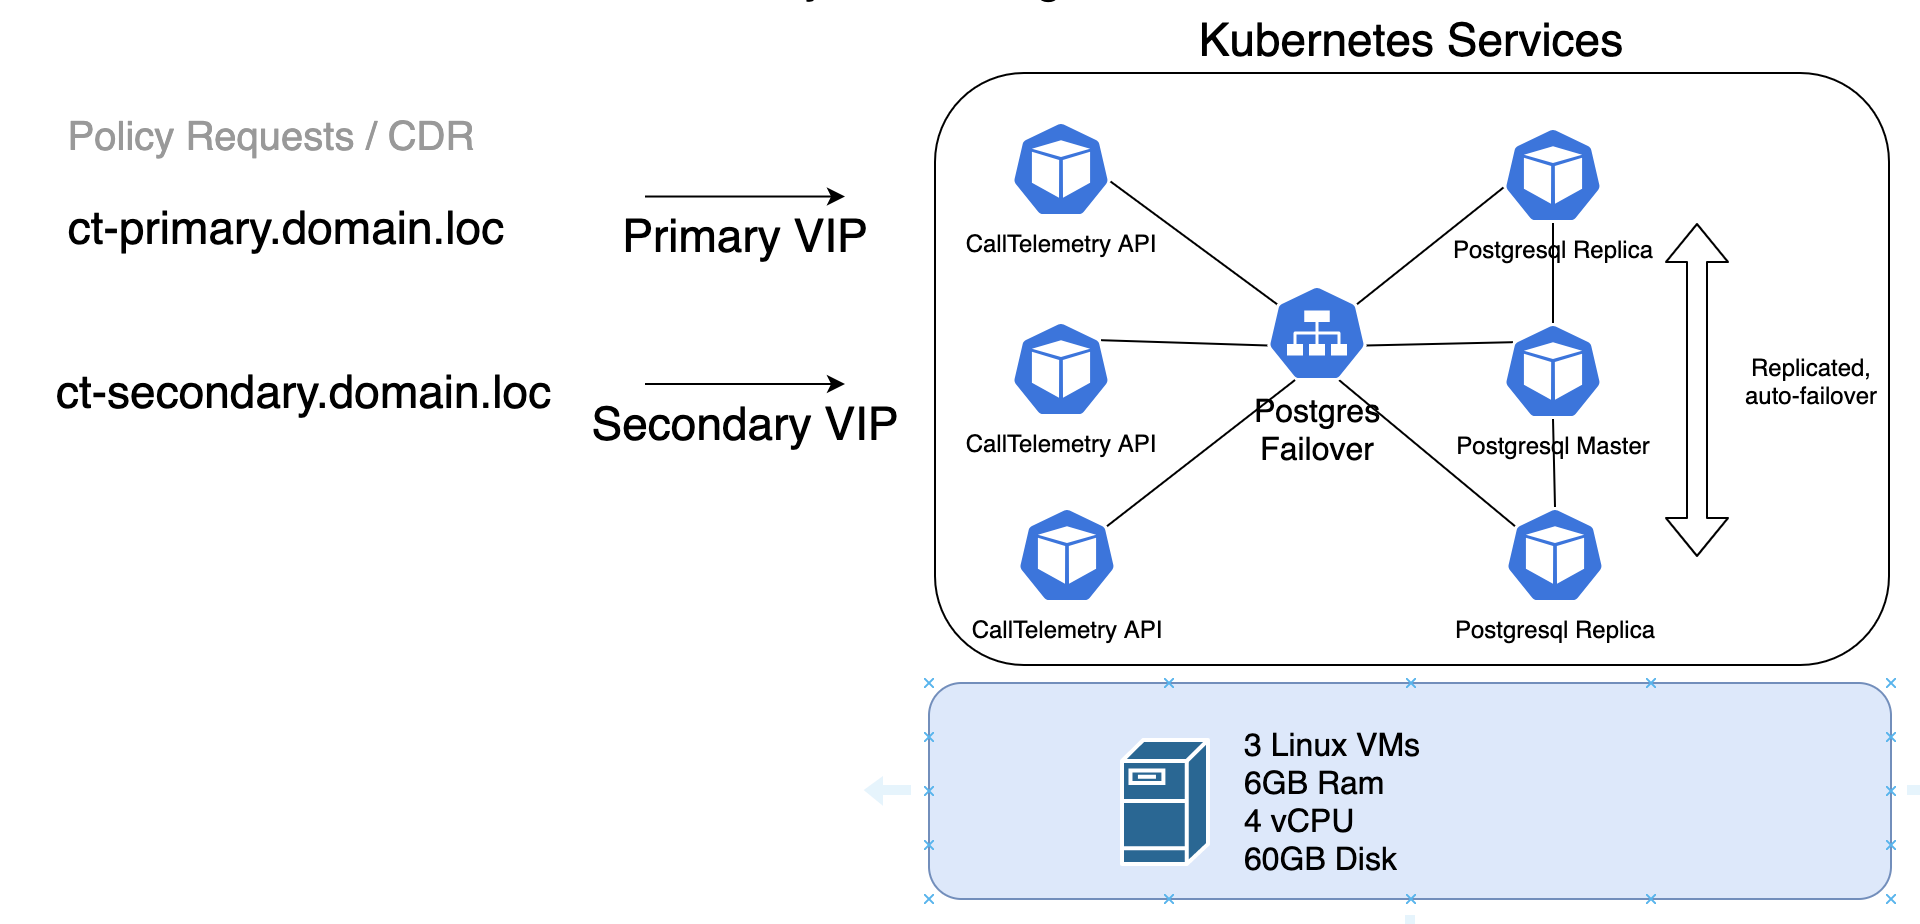 Kubernetes Services
Policy Requests / CDR
ct-primary.domain.loc
Primary VIP
ct-secondary.domain.loc
Secondary VIP
CallTelemetry API
Postgresql Replica
Replicated,
auto-failover
Postgres
Failover
CallTelemetry API
Postgresql Master
CallTelemetry API
Postgresql Replica
3 Linux VMs
6GB Ram
4 vCPU
60GB Disk